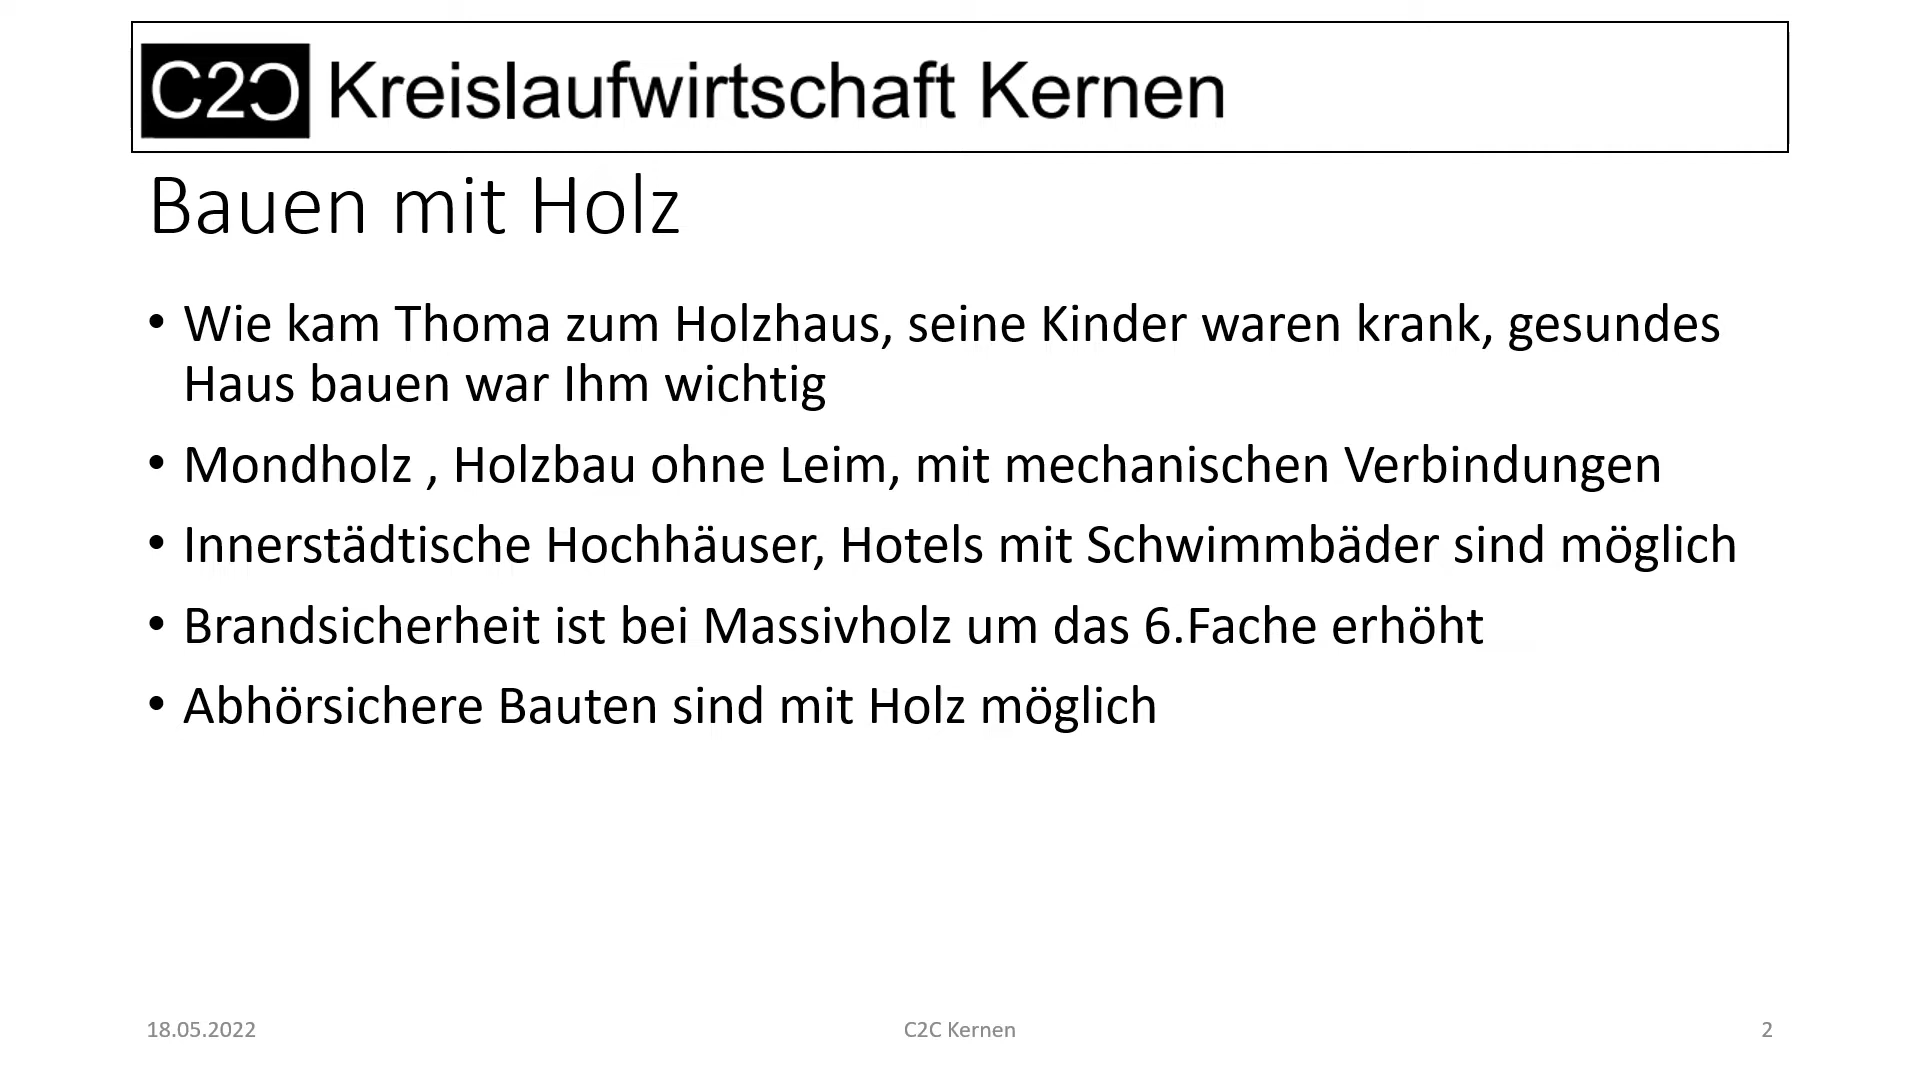 C2C Kreislaufwirtschaft Kernen
Bauen mit Holz
• Wie kam Thoma zum Holzhaus, seine Kinder waren krank, gesundes
Haus bauen war Ihm wichtig
• Mondholz , Holzbau ohne Leim, mit mechanischen Verbindungen
• Innerstädtische Hochhäuser, Hotels mit Schwimmbäder sind möglich
• Brandsicherheit ist bei Massivholz um das 6.Fache erhöht
• Abhörsichere Bauten sind mit Holz möglich
18.05.2022
C2C Kernen
2